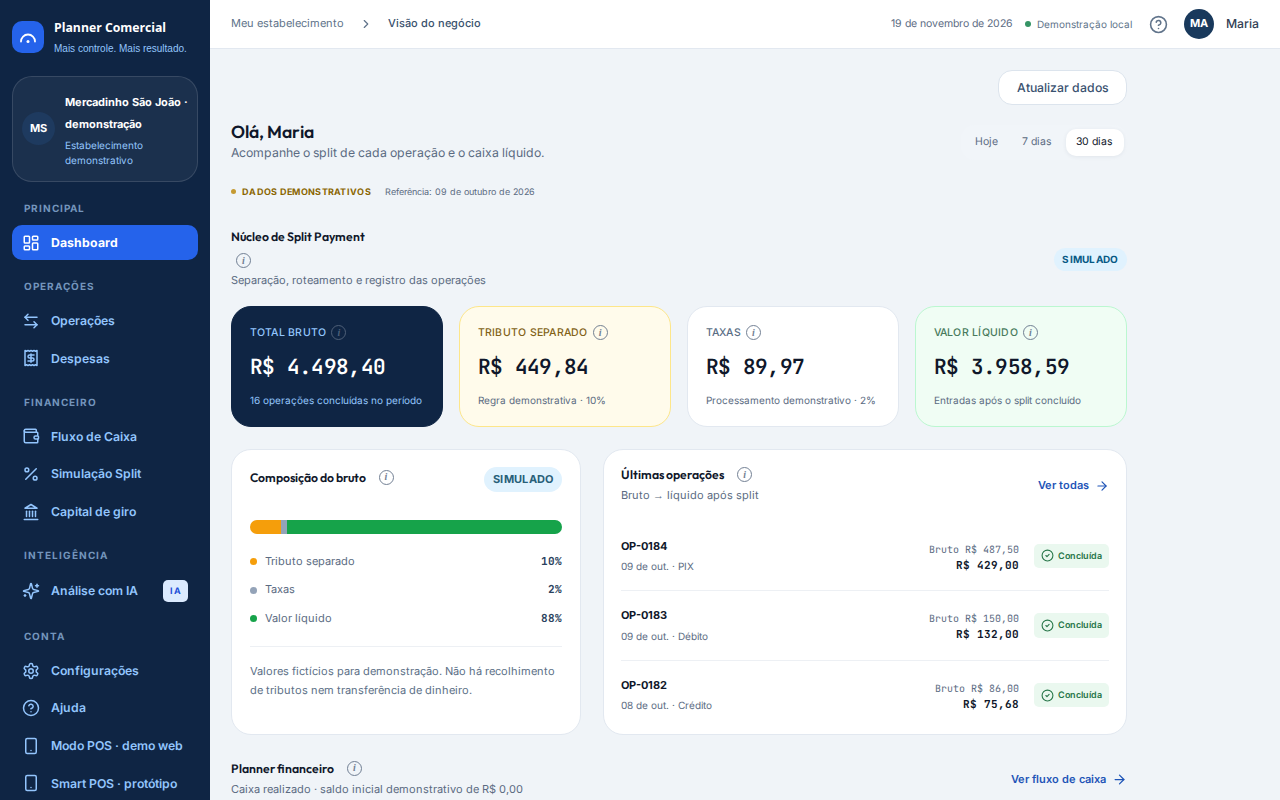 Planner Comercial
Mais controle. Mais resultado.
MS
Mercadinho São João ·
demonstração
Estabelecimento
demonstrativo
PRINCIPAL
Dashboard
OPERAÇÕES
Operações
Despesas
FINANCEIRO
Fluxo de Caixa
Simulação Split
Capital de giro
INTELIGÊNCIA
Análise com IA
IA
CONTA
Configurações
Ajuda
Modo POS · demo web
Smart POS · protótipo
Meu estabelecimento
Visão do negócio
19 de novembro de 2026
Demonstração local
MA
Maria
Atualizar dados
Olá, Maria
Acompanhe o split de cada operação e o caixa líquido.
Hoje
7 dias
30 dias
DADOS DEMONSTRATIVOS
Referência: 09 de outubro de 2026
Núcleo de Split Payment
i
Separação, roteamento e registro das operações
SIMULADO
TOTAL BRUTO i
R$ 4.498,40
16 operações concluídas no período
TRIBUTO SEPARADO i
R$ 449,84
Regra demonstrativa · 10%
TAXAS i
R$ 89,97
Processamento demonstrativo · 2%
VALOR LÍQUIDO i
R$ 3.958,59
Entradas após o split concluído
Composição do bruto i
SIMULADO
Tributo separado 10%
Taxas 2%
Valor líquido 88%
Valores fictícios para demonstração. Não há recolhimento
de tributos nem transferência de dinheiro.
Últimas operações i
Bruto → líquido após split
Ver todas →
OP-0184
09 de out. · PIX
Bruto R$ 487,50
R$ 429,00
Concluída
OP-0183
09 de out. · Débito
Bruto R$ 150,00
R$ 132,00
Concluída
OP-0182
08 de out. · Crédito
Bruto R$ 86,00
R$ 75,68
Concluída
Planner financeiro i
Caixa realizado · saldo inicial demonstrativo de R$ 0,00
Ver fluxo de caixa →